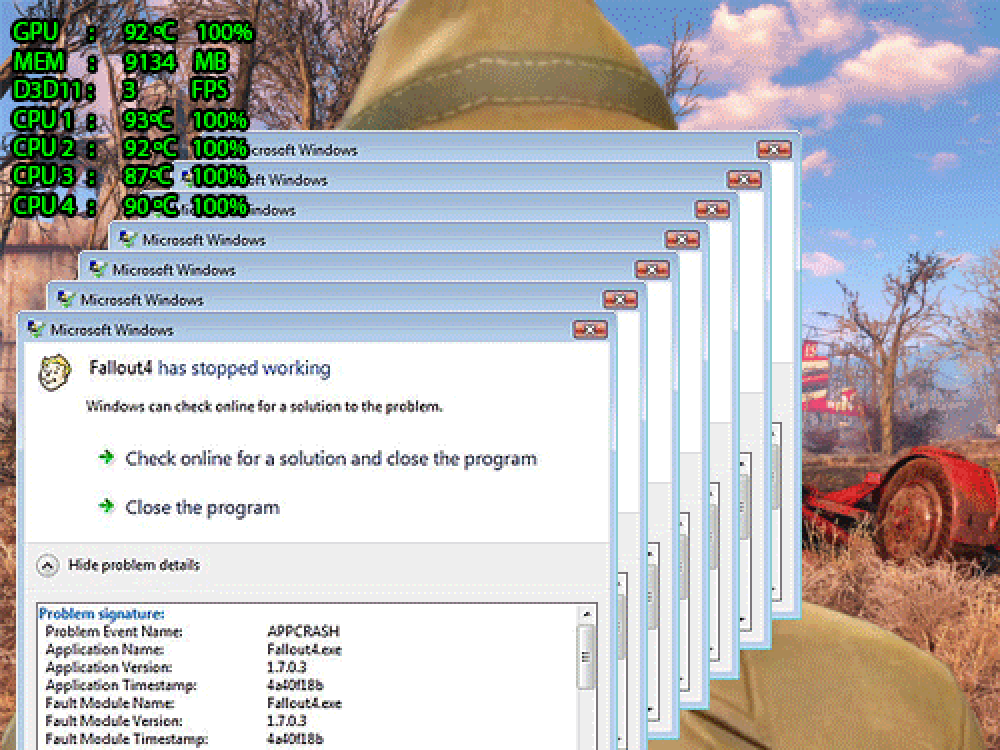 GPU : 92 ºC 100%
MEM : 9134 MB
D3D11 : 3 FPS
CPU 1 : 93ºC 100%
CPU 2 : 92ºC 100%
CPU 3 : 87ºC 100%
CPU 4 : 90 ºC 100%
crosoft Windows
oft Windows
indows
Microsoft Windows
Microsoft Windows
Microsoft Windows
Microsoft Windows
Fallout4 has stopped working
Windows can check online for a solution to the problem.
Check online for a solution and close the program
Close the program
Hide problem details
Problem signature:
Problem Event Name: APPCRASH
Application Name: Fallout4.exe
Application Version: 1.7.0.3
Application Timestamp: 4a40f18b
Fault Module Name: Fallout4.exe
Fault Module Version: 1.7.0.3
Fault Module Timestamp: 4a40f18b